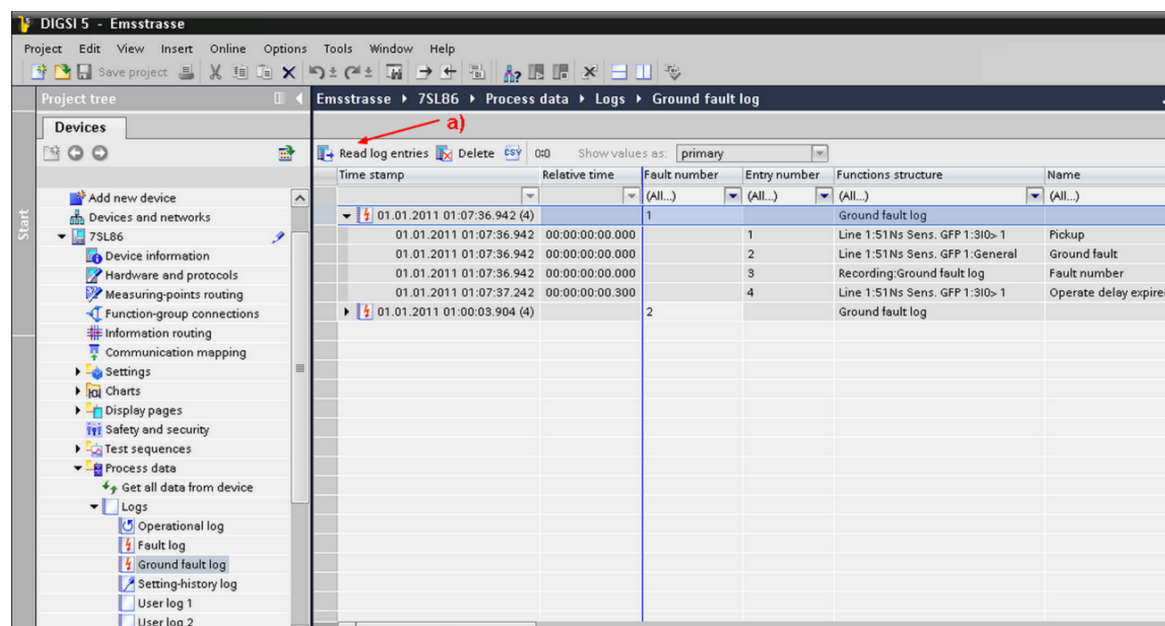 DIGSI 5 - Emsstrasse
Project Edit View Insert Online Options Tools Window Help
Save project
Project tree
Emsstrasse 7SL86 Process data Logs Ground fault log
Devices
a)
Read log entries Delete CSV 0:0 Show values as: primary
Time stamp Relative time Fault number Entry number Functions structure Name
(All...) (All...) (All...) (All...)
Start
Add new device
Devices and networks
7SL86
Device information
Hardware and protocols
Measuring-points routing
Function-group connections
Information routing
Communication mapping
Settings
Charts
Display pages
Safety and security
Test sequences
Process data
Get all data from device
Logs
Operational log
Fault log
Ground fault log
Setting-history log
User log 1
User log 2
01.01.2011 01:07:36.942 (4) 1 Ground fault log
01.01.2011 01:07:36.942 00:00:00:00.000 1 Line 1:51Ns Sens. GFP 1:3I0> 1 Pickup
01.01.2011 01:07:36.942 00:00:00:00.000 2 Line 1:51Ns Sens. GFP 1:General Ground fault
01.01.2011 01:07:36.942 00:00:00:00.000 3 Recording:Ground fault log Fault number
01.01.2011 01:07:37.242 00:00:00:00.300 4 Line 1:51Ns Sens. GFP 1:3I0> 1 Operate delay expire
01.01.2011 01:00:03.904 (4) 2 Ground fault log